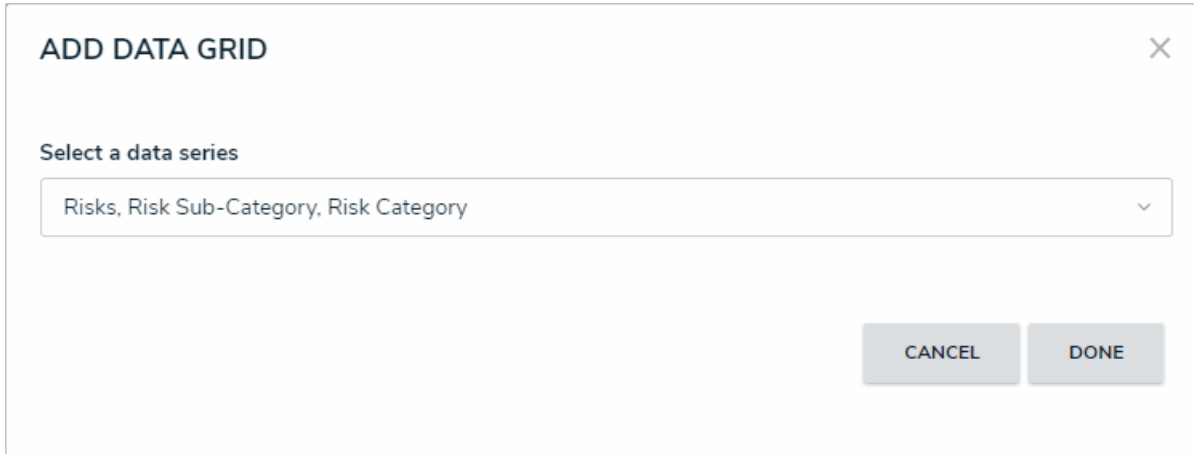 ADD DATA GRID
Select a data series
Risks, Risk Sub-Category, Risk Category
CANCEL DONE